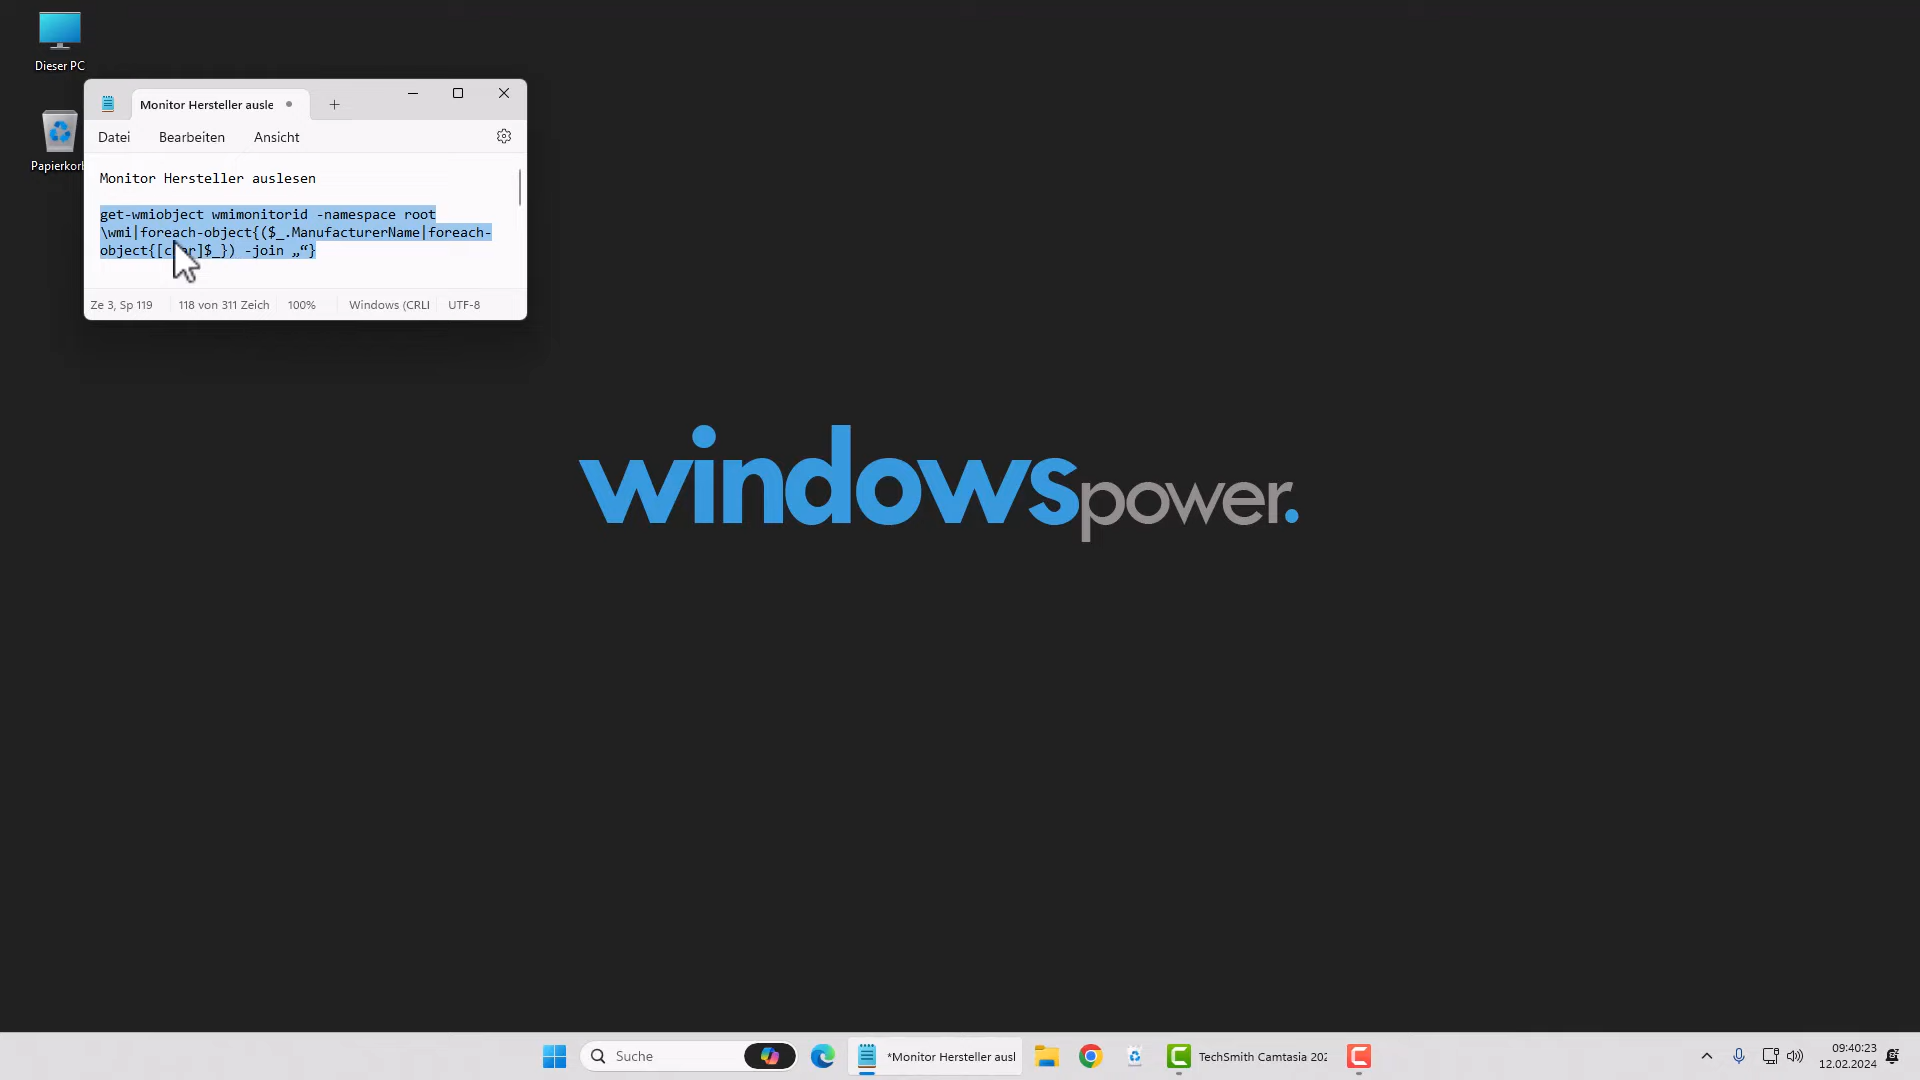 Dieser PC
Monitor Hersteller ausle
Datei Bearbeiten Ansicht
Papierkorb
Monitor Hersteller auslesen
get-wmiobject wmimonitorid -namespace root
\wmi|foreach-object{($_.ManufacturerName|foreach-
object{[char]$_}) -join „“}
Ze 3, Sp 119 118 von 311 Zeich 100% Windows (CRLI UTF-8
windowspower.
Suche
*Monitor Hersteller ausl
TechSmith Camtasia 202
09:40:23
12.02.2024